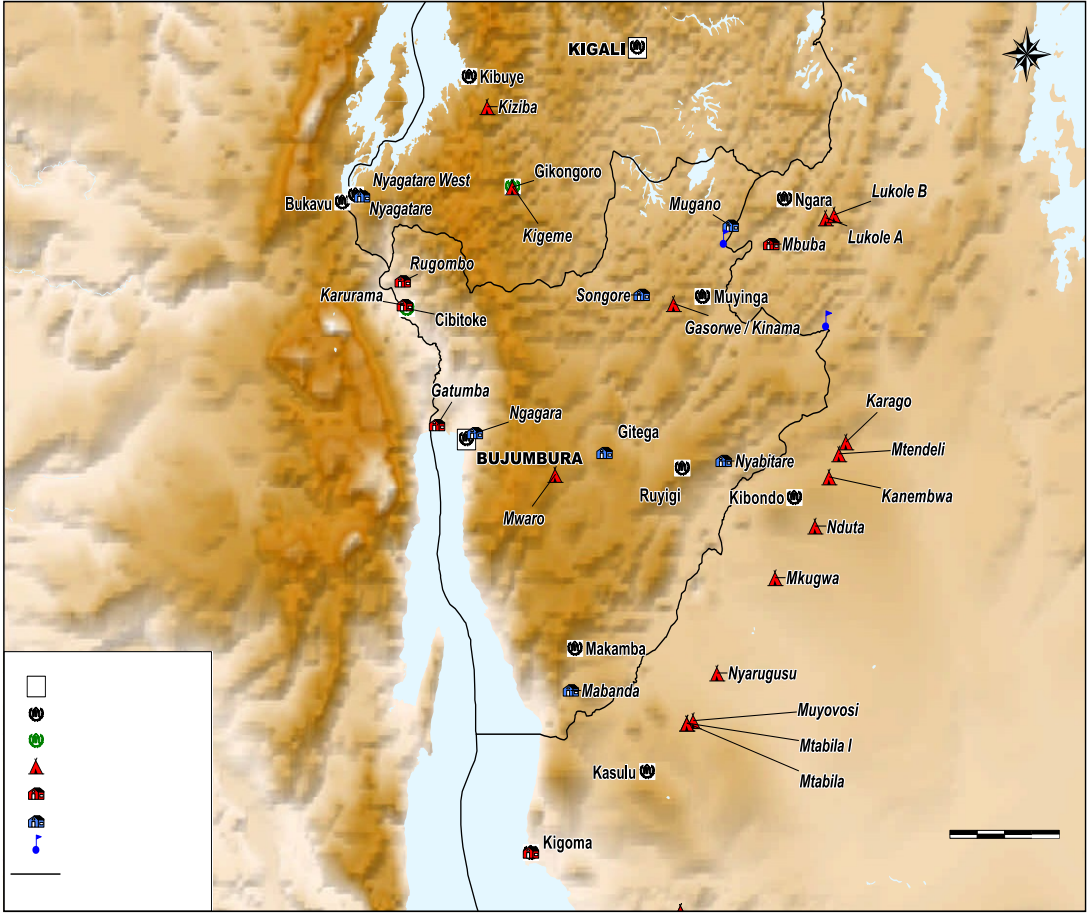 KIGALI
Kibuye
Kiziba
Gikongoro
Nyagatare West
Bukavu
Nyagatare
Kigeme
Mugano
Ngara
Lukole B
Lukole A
Mbuba
Rugombo
Karurama
Cibitoke
Songore
Muyinga
Gasorwe / Kinama
Gatumba
Ngagara
BUJUMBURA
Gitega
Karago
Mtendeli
Nyabitare
Ruyigi
Kibondo
Kanembwa
Mwaro
Nduta
Mkugwa
Makamba
Mabanda
Nyarugusu
Muyovosi
Mtabila I
Mtabila
Kasulu
Kigoma